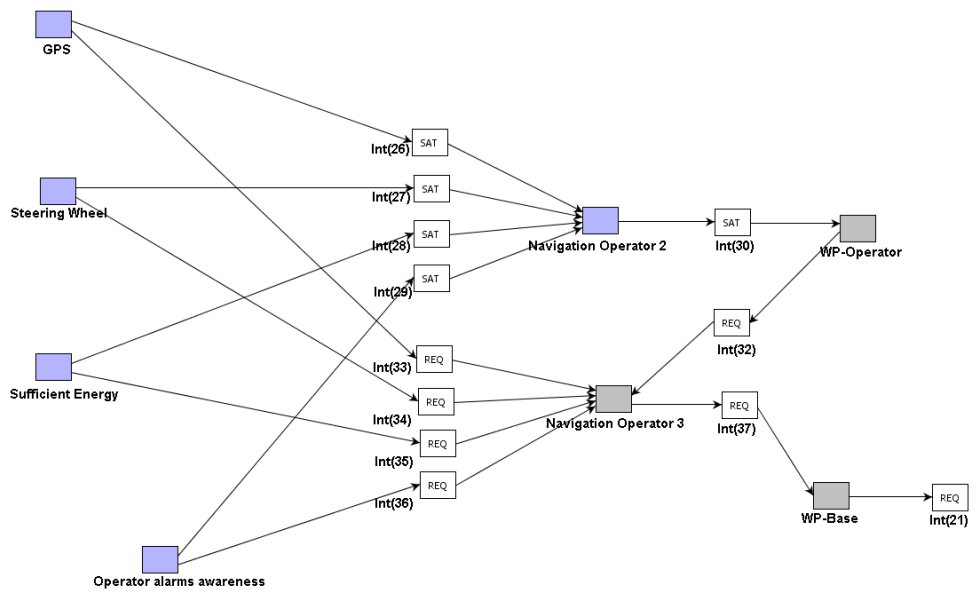 GPS
SAT
Int(26)
SAT
Int(27)
Steering Wheel
SAT
Int(28)
SAT
Int(29)
Navigation Operator 2
SAT
Int(30)
WP-Operator
REQ
Int(32)
REQ
Int(33)
Sufficient Energy
REQ
Int(34)
Navigation Operator 3
REQ
Int(37)
REQ
Int(35)
REQ
Int(36)
WP-Base
REQ
Int(21)
Operator alarms awareness